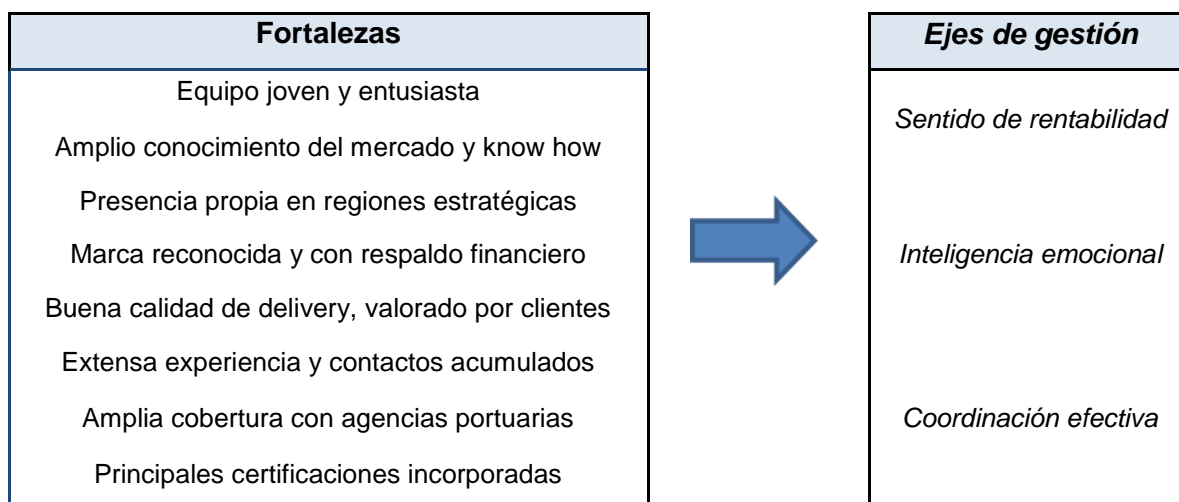 Fortalezas
Equipo joven y entusiasta
Amplio conocimiento del mercado y know how
Presencia propia en regiones estratégicas
Marca reconocida y con respaldo financiero
Buena calidad de delivery, valorado por clientes
Extensa experiencia y contactos acumulados
Amplia cobertura con agencias portuarias
Principales certificaciones incorporadas
Ejes de gestión
Sentido de rentabilidad
Inteligencia emocional
Coordinación efectiva